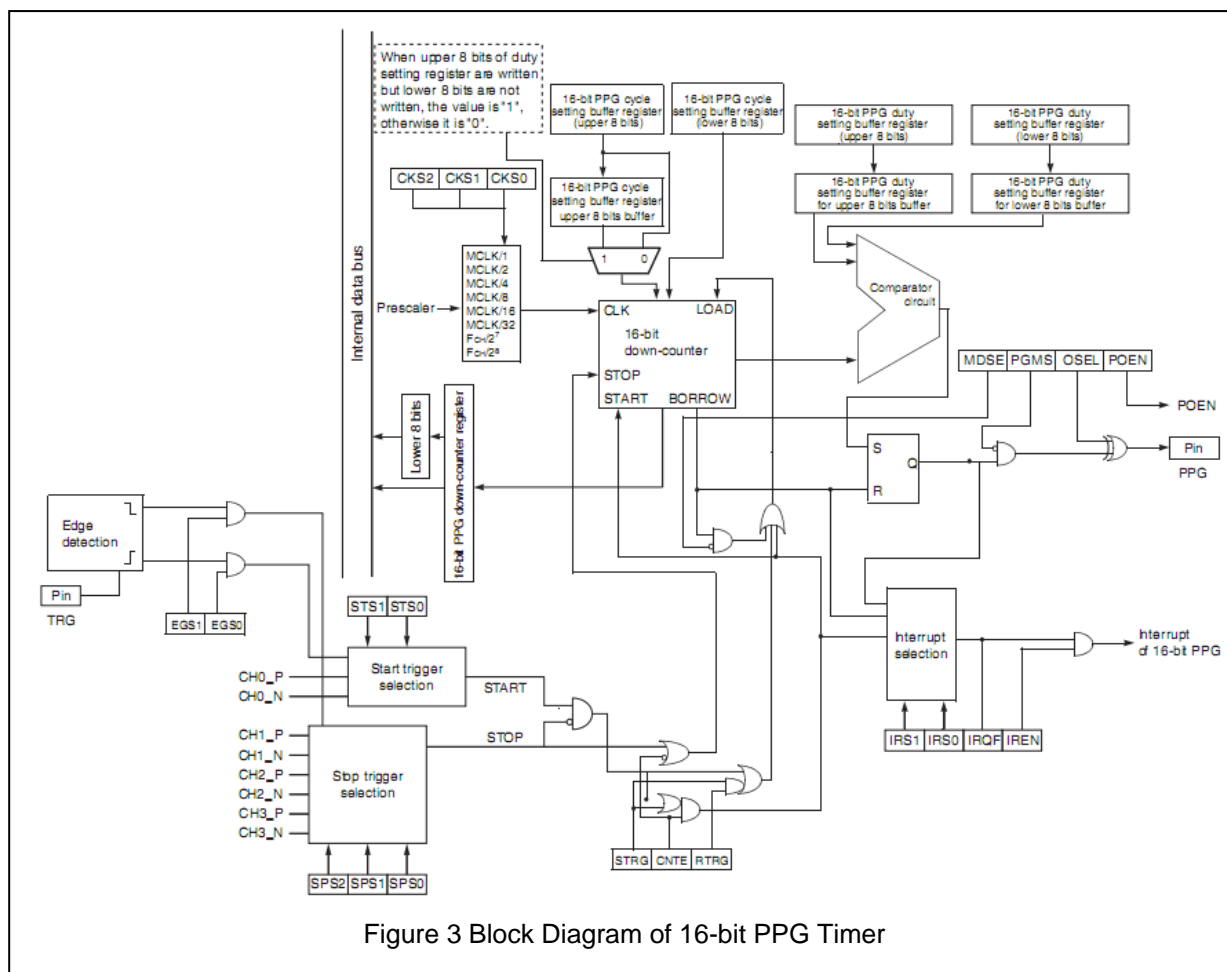 When upper 8 bits of duty
setting register are written
but lower 8 bits are not
written, the value is "1",
otherwise it is "0".
16-bit PPG cycle
setting buffer register
(upper 8 bits)
16-bit PPG cycle
setting buffer register
(lower 8 bits)
16-bit PPG duty
setting buffer register
(upper 8 bits)
16-bit PPG duty
setting buffer register
(lower 8 bits)
CKS2 CKS1 CKS0
16-bit PPG cycle
setting buffer register
upper 8 bits buffer
16-bit PPG duty
setting buffer register
for upper 8 bits buffer
16-bit PPG duty
setting buffer register
for lower 8 bits buffer
Internal data bus
1 0
Prescaler
MCLK/1
MCLK/2
MCLK/4
MCLK/8
MCLK/16
MCLK/32
FCH/2⁷
FCH/2⁸
CLK
LOAD
16-bit
down-counter
STOP
START
BORROW
Comparator
circuit
MDSE PGMS OSEL POEN
POEN
Lower 8 bits
16-bit PPG down-counter register
S
Q
R
Pin
PPG
Edge
detection
Pin
TRG
EGS1 EGS0
STS1 STS0
Start trigger
selection
CH0_P
CH0_N
START
Interrupt
selection
Interrupt
of 16-bit PPG
IRS1 IRS0 IRQF IREN
CH1_P
CH1_N
CH2_P
CH2_N
CH3_P
CH3_N
Stop trigger
selection
STOP
STRG CNTE RTRG
SPS2 SPS1 SPS0
Figure 3 Block Diagram of 16-bit PPG Timer